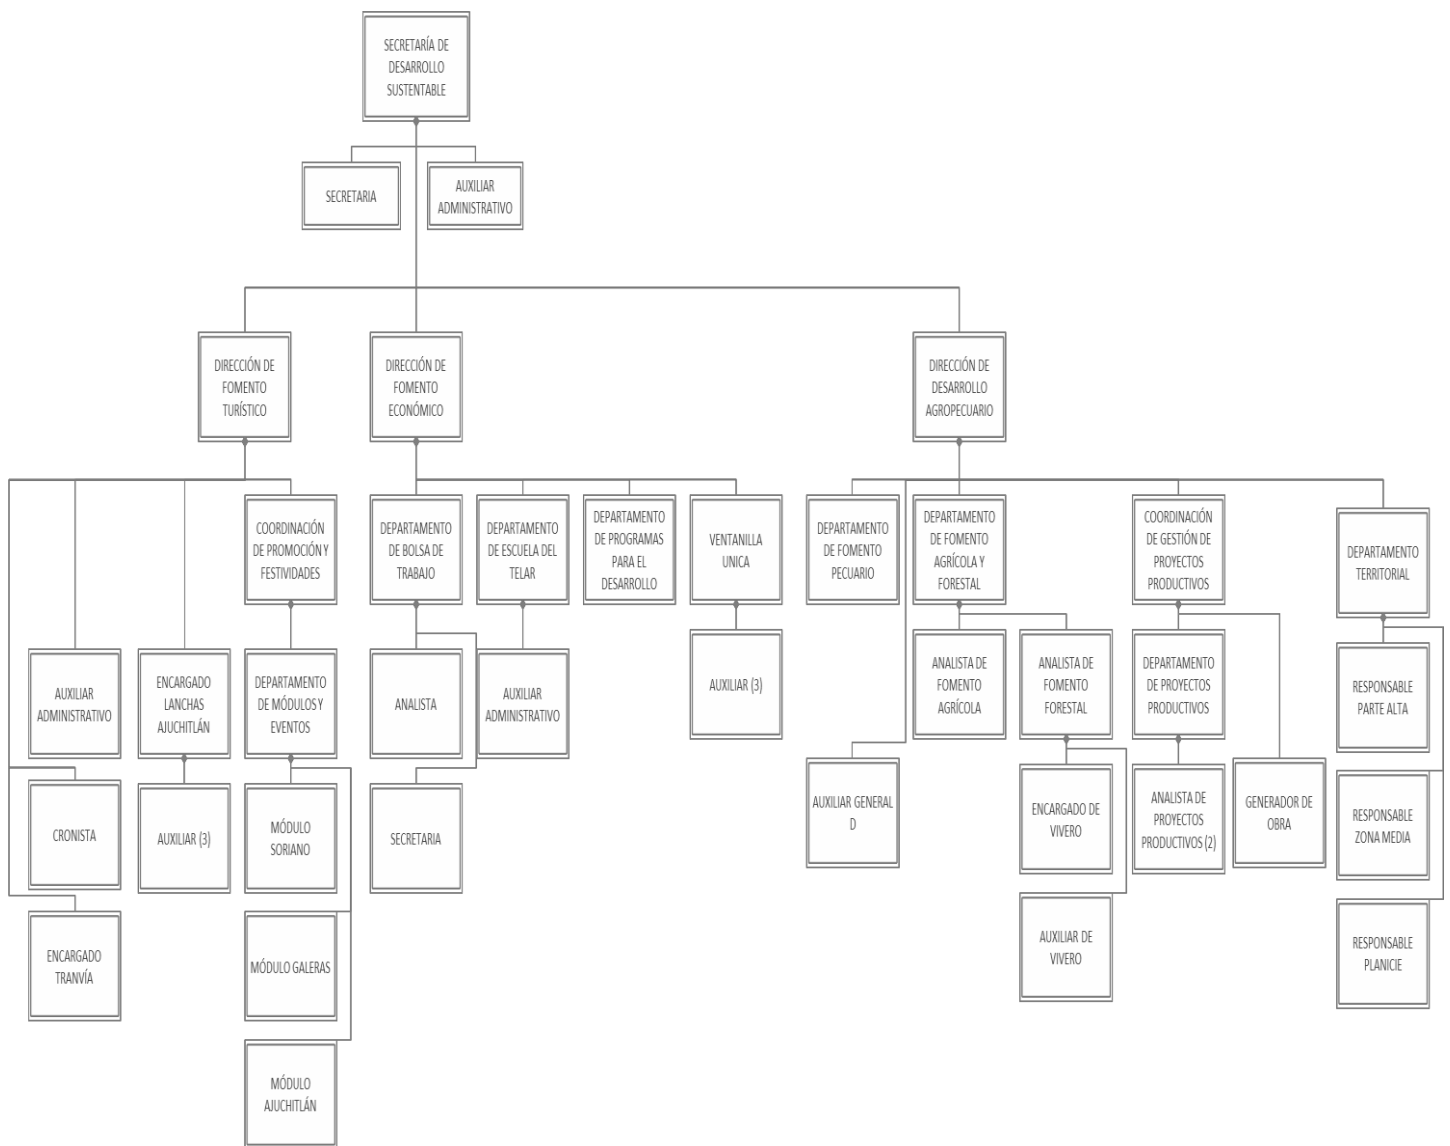 SECRETARÍA DE
DESARROLLO
SUSTENTABLE
SECRETARIA
AUXILIAR
ADMINISTRATIVO
DIRECCIÓN DE
FOMENTO
TURÍSTICO
DIRECCIÓN DE
FOMENTO
ECONÓMICO
DIRECCIÓN DE
DESARROLLO
AGROPECUARIO
COORDINACIÓN
DE PROMOCIÓN Y
FESTIVIDADES
DEPARTAMENTO
DE BOLSA DE
TRABAJO
DEPARTAMENTO
DE ESCUELA DEL
TELAR
DEPARTAMENTO
DE PROGRAMAS
PARA EL
DESARROLLO
VENTANILLA
UNICA
DEPARTAMENTO
DE FOMENTO
PECUARIO
DEPARTAMENTO
DE FOMENTO
AGRÍCOLA Y
FORESTAL
COORDINACIÓN
DE GESTIÓN DE
PROYECTOS
PRODUCTIVOS
DEPARTAMENTO
TERRITORIAL
AUXILIAR
ADMINISTRATIVO
ENCARGADO
LANCHAS
AJUCHITLÁN
DEPARTAMENTO
DE MÓDULOS Y
EVENTOS
ANALISTA
AUXILIAR
ADMINISTRATIVO
AUXILIAR (3)
ANALISTA DE
FOMENTO
AGRÍCOLA
ANALISTA DE
FOMENTO
FORESTAL
DEPARTAMENTO
DE PROYECTOS
PRODUCTIVOS
RESPONSABLE
PARTE ALTA
CRONISTA
AUXILIAR (3)
MÓDULO
SORIANO
SECRETARIA
AUXILIAR GENERAL
D
ENCARGADO DE
VIVERO
ANALISTA DE
PROYECTOS
PRODUCTIVOS (2)
GENERADOR DE
OBRA
RESPONSABLE
ZONA MEDIA
ENCARGADO
TRANVÍA
MÓDULO GALERAS
AUXILIAR DE
VIVERO
RESPONSABLE
PLANICIE
MÓDULO
AJUCHITLÁN